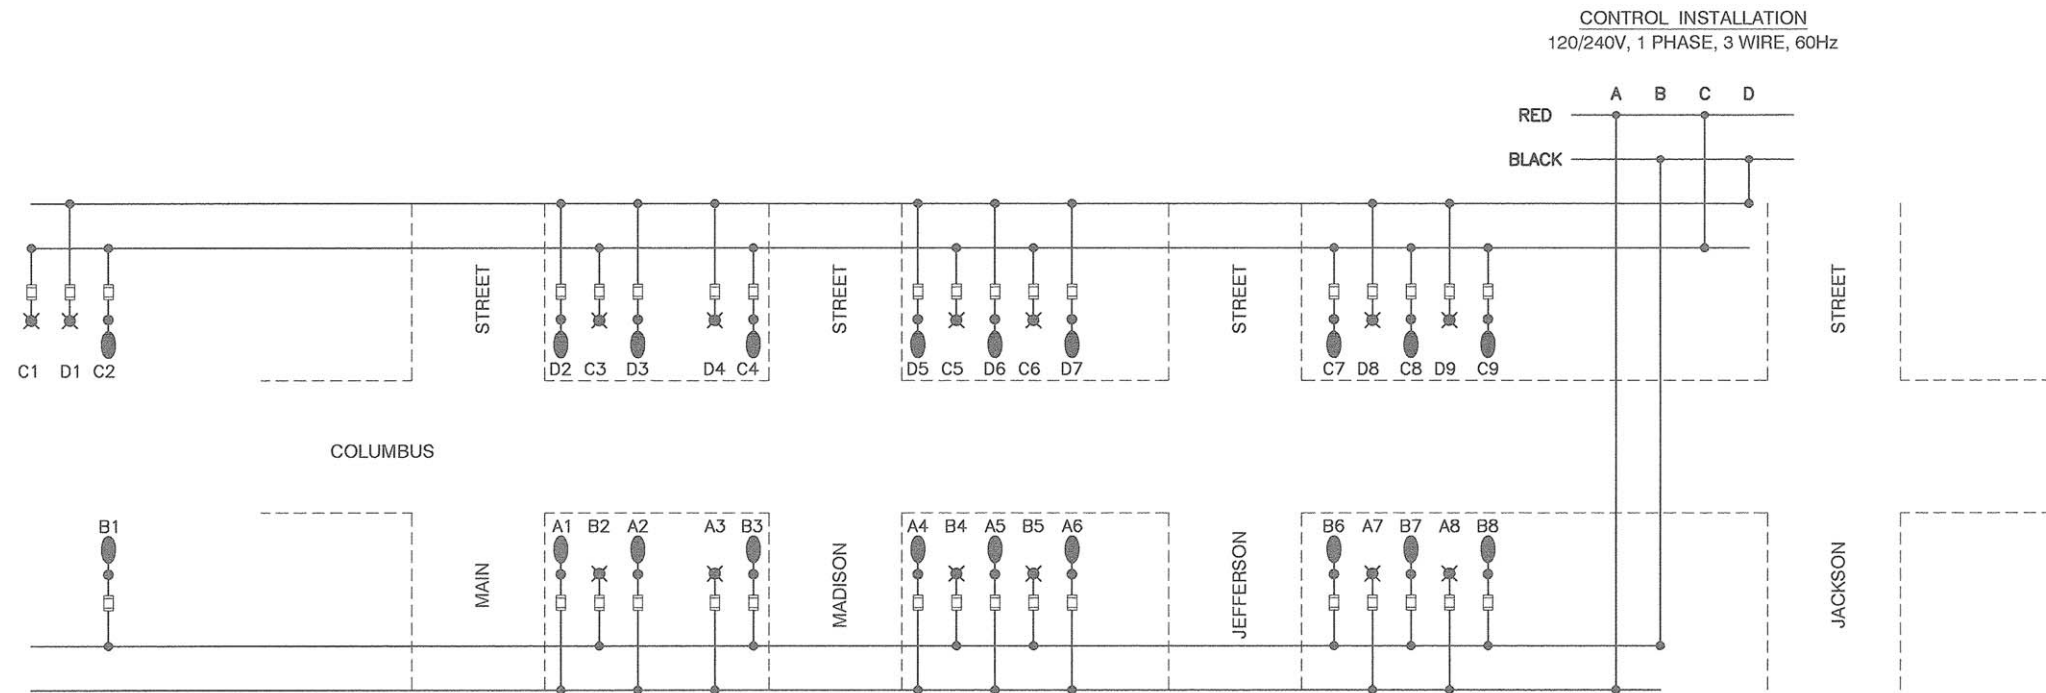 CONTROL INSTALLATION
120/240V, 1 PHASE, 3 WIRE, 60Hz
A B C D
RED
BLACK
STREET STREET STREET STREET
C1 D1 C2 D2 C3 D3 D4 C4 D5 C5 D6 C6 D7 C7 D8 C8 D9 C9
COLUMBUS
B1 A1 B2 A2 A3 B3 A4 B4 A5 B5 A6 B6 A7 B7 A8 B8
MAIN MADISON JEFFERSON JACKSON